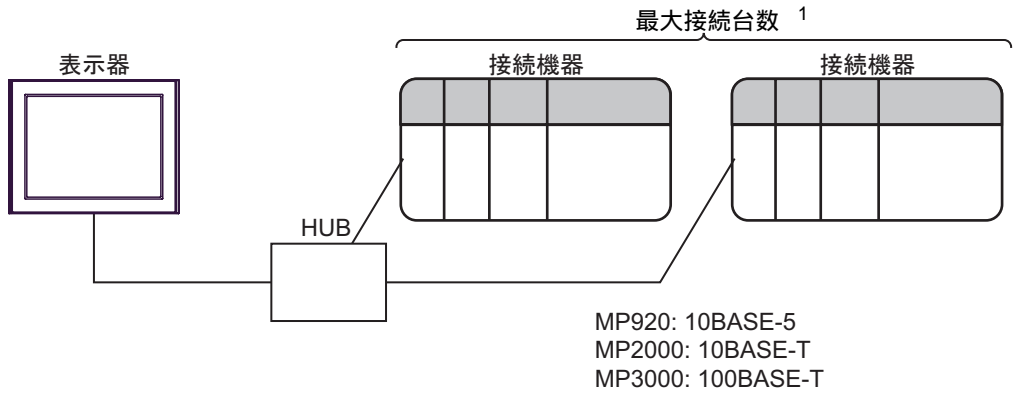 最大接続台数 1
表示器
接続機器
接続機器
HUB
MP920: 10BASE-5
MP2000: 10BASE-T
MP3000: 100BASE-T